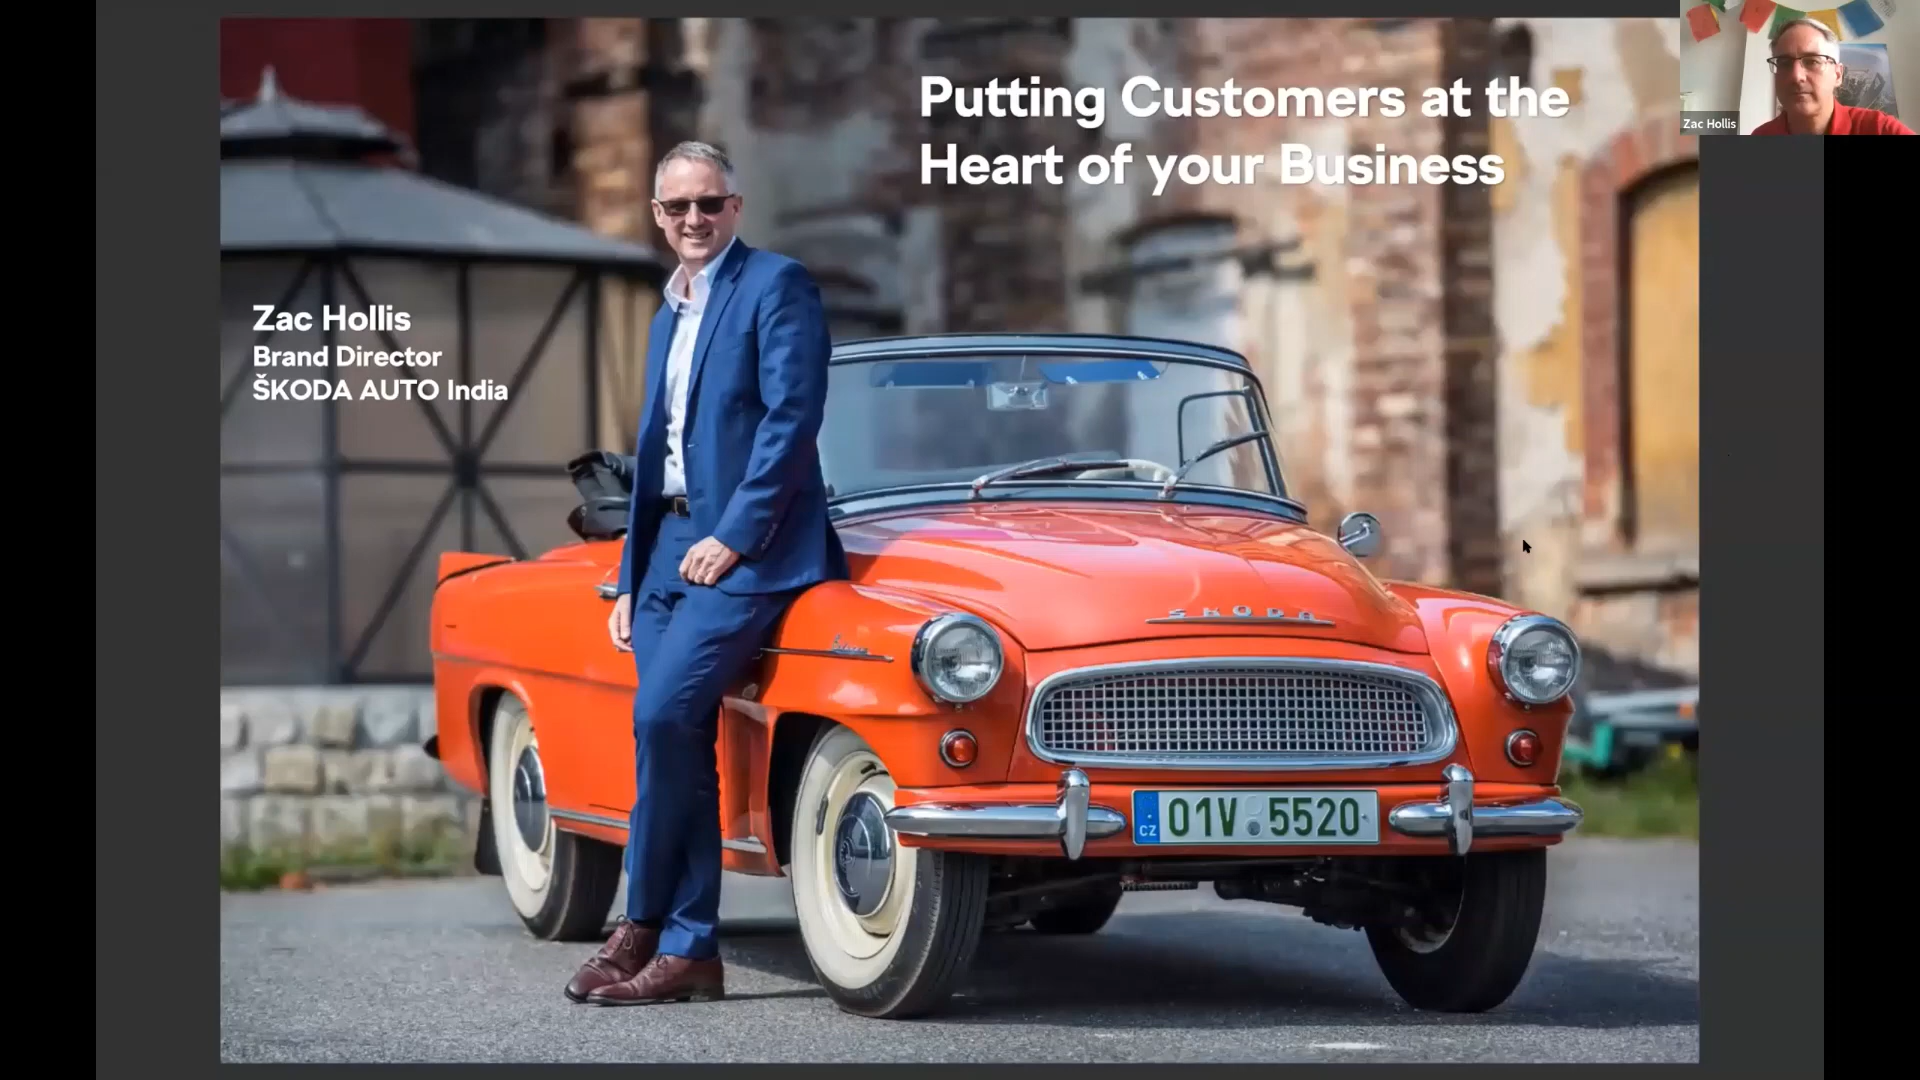 Putting Customers at the
Heart of your Business
Zac Hollis
Zac Hollis
Brand Director
ŠKODA AUTO India
SKODA
CZ
01V 5520